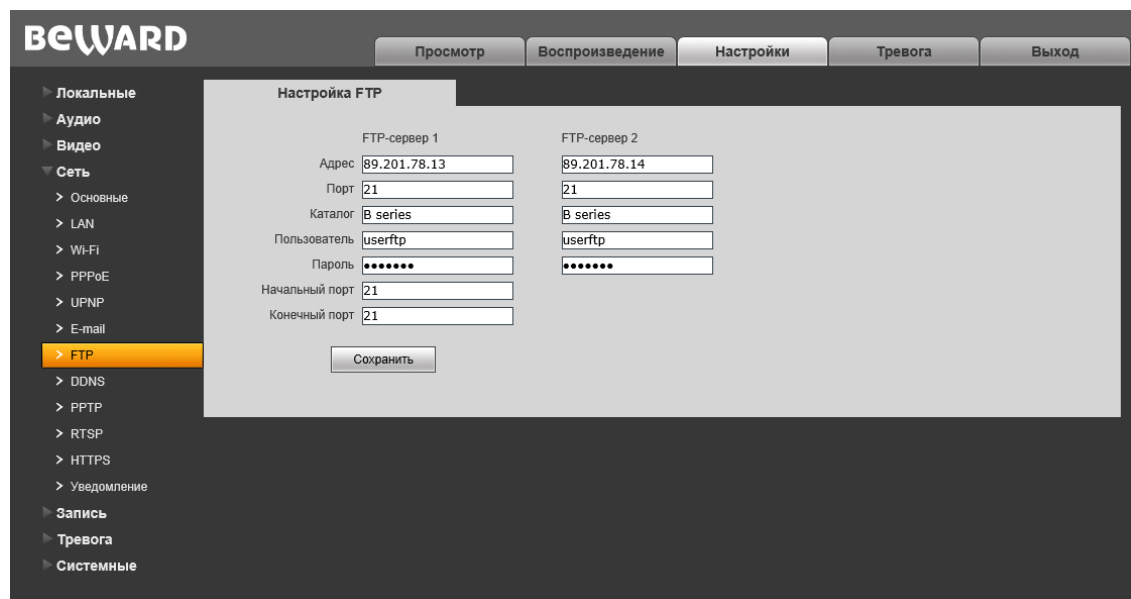 BEWARD
Просмотр
Воспроизведение
Настройки
Тревога
Выход
Локальные
Аудио
Видео
Сеть
> Основные
> LAN
> Wi-Fi
> PPPoE
> UPNP
> E-mail
> FTP
> DDNS
> PPTP
> RTSP
> HTTPS
> Уведомление
Запись
Тревога
Системные
Настройка FTP
FTP-сервер 1 FTP-сервер 2
Адрес 89.201.78.13 89.201.78.14
Порт 21 21
Каталог B series B series
Пользователь userftp userftp
Пароль ●●●●●●● ●●●●●●●
Начальный порт 21
Конечный порт 21
Сохранить